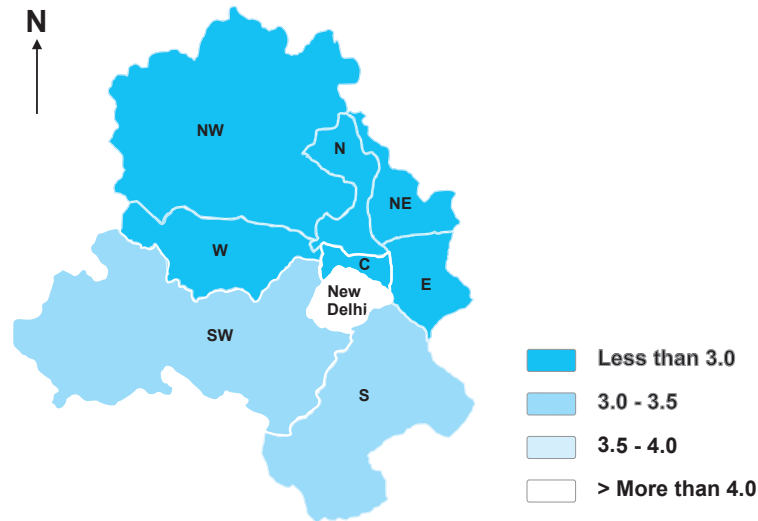 N
NW
N
NE
W
C
E
New
Delhi
SW
S
Less than 3.0
3.0 - 3.5
3.5 - 4.0
> More than 4.0